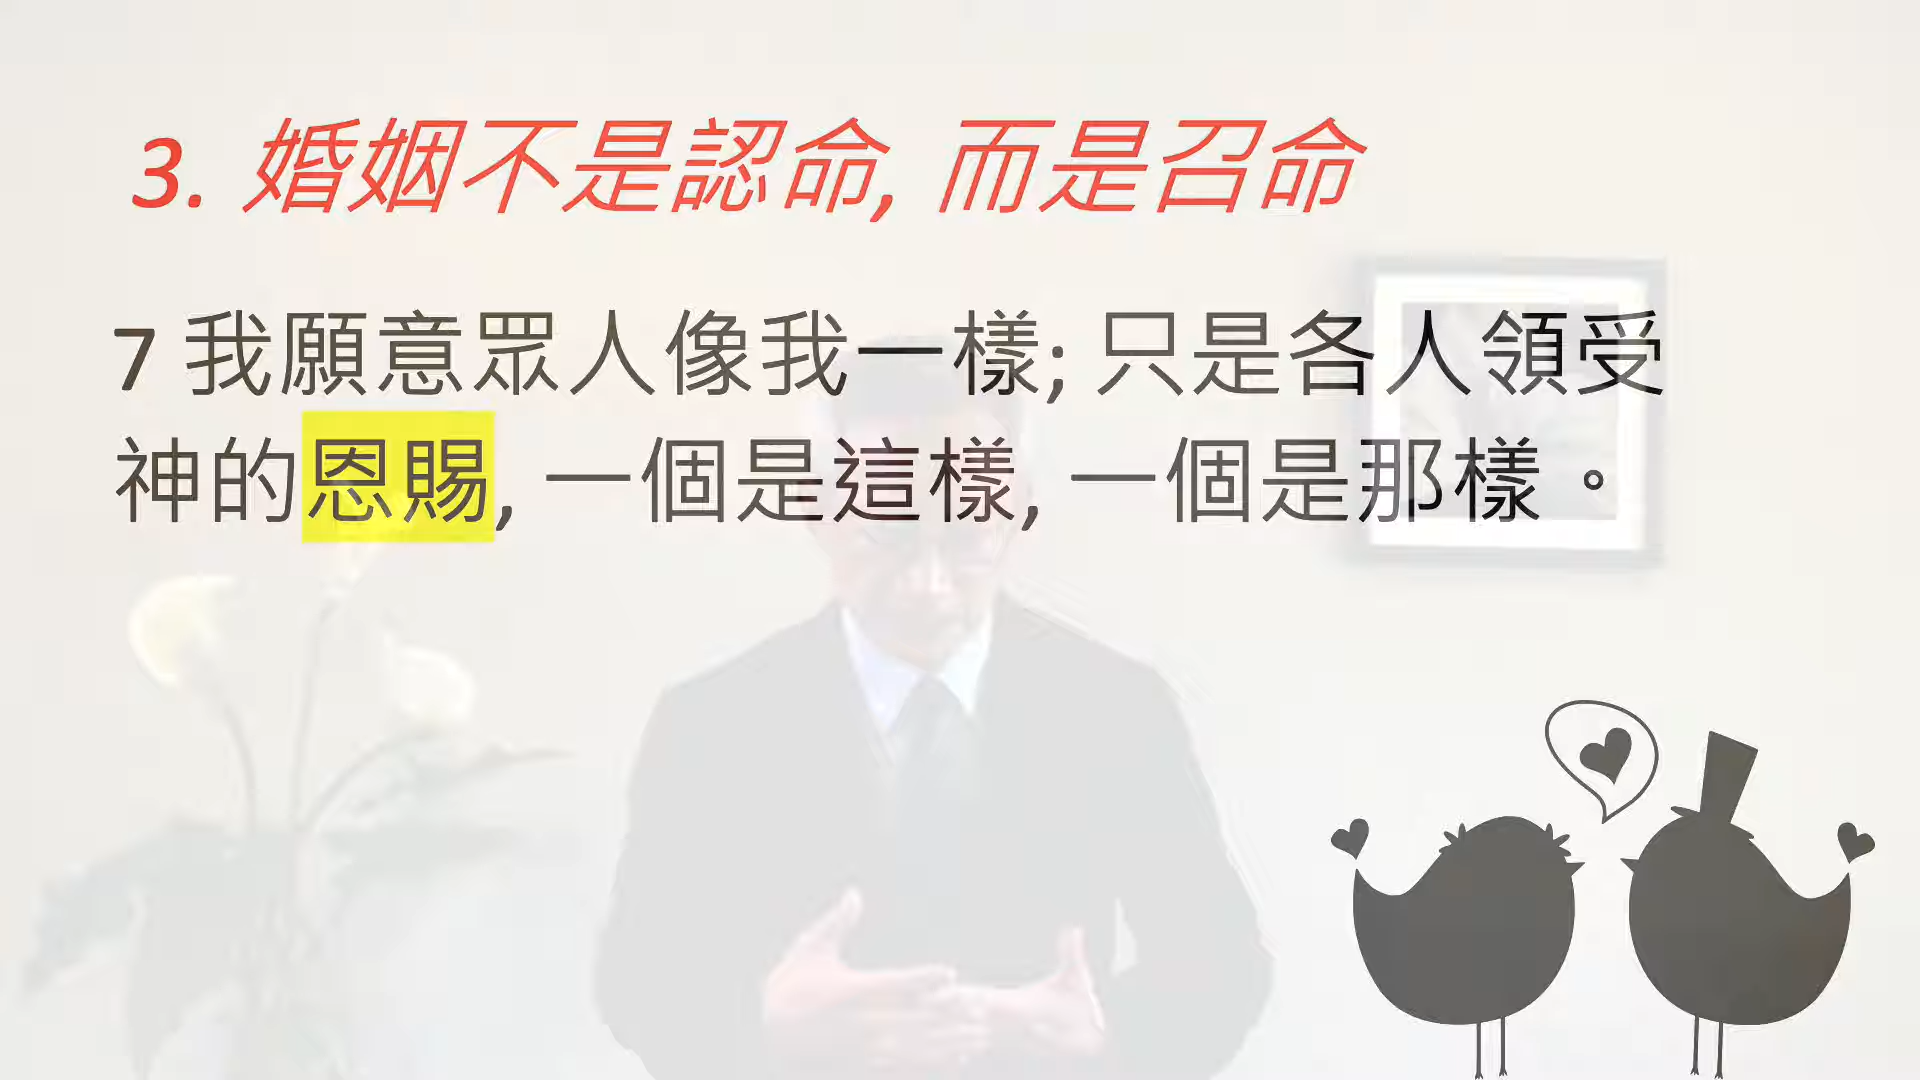 3. 婚姻不是認命, 而是召命
7 我願意眾人像我一樣; 只是各人領受
神的恩賜, 一個是這樣, 一個是那樣。